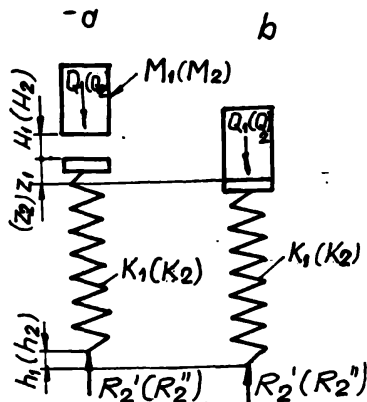 a
b
Q₁(Q₂
M₁(M₂)
H₁(H₂)
Q₁(Q₂')
(Z₂)Z₁
K₁(K₂)
K₁(K₂)
h₁(h₂)
R₂'(R₂'')
R₂'(R₂'')